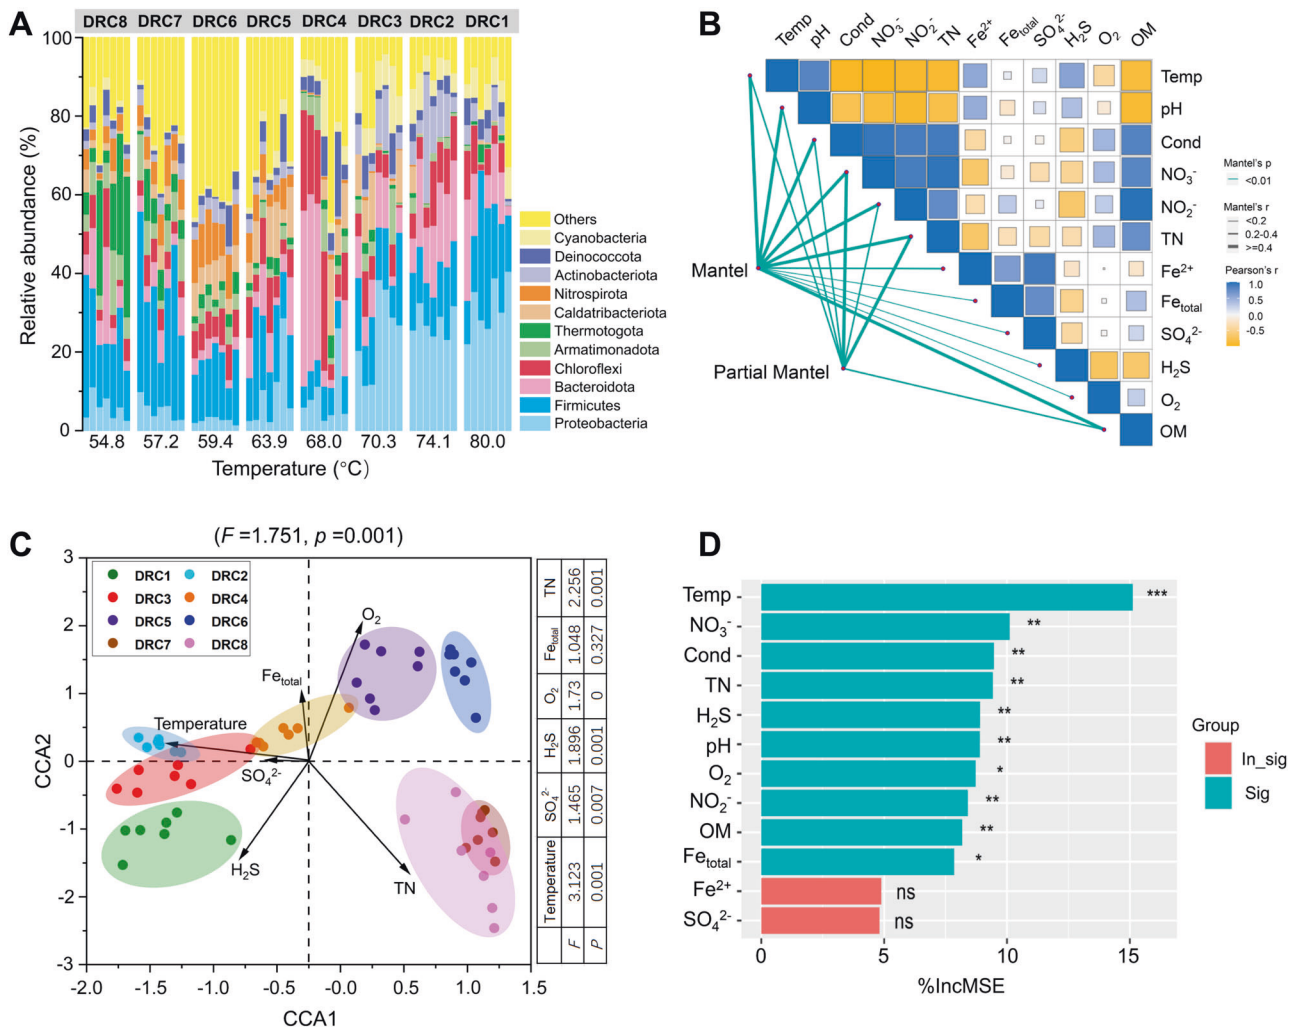 A
DRC8 DRC7 DRC6 DRC5 DRC4 DRC3 DRC2 DRC1
Relative abundance (%)
100
80
60
40
20
0
54.8 57.2 59.4 63.9 68.0 70.3 74.1 80.0
Temperature (°C)
Others
Cyanobacteria
Deinococcota
Actinobacteriota
Nitrospirota
Caldatribacteriota
Thermotogota
Armatimonadota
Chloroflexi
Bacteroidota
Firmicutes
Proteobacteria
B
Temp pH Cond NO₃⁻ NO₂⁻ TN Fe²⁺ Fetotal SO₄²⁻ H₂S O₂ OM
Temp
pH
Cond
NO₃⁻
NO₂⁻
TN
Fe²⁺
Fetotal
SO₄²⁻
H₂S
O₂
OM
Mantel
Partial Mantel
Mantel's p
<0.01
Mantel's r
<0.2
0.2-0.4
>=0.4
Pearson's r
1.0
0.5
0.0
-0.5
C
(F =1.751, p =0.001)
DRC1 DRC2
DRC3 DRC4
DRC5 DRC6
DRC7 DRC8
CCA2
3
2
1
0
-1
-2
-3
O₂
Fetotal
Temperature
SO₄²⁻
H₂S
TN
-2.0 -1.5 -1.0 -0.5 -0.0 0.5 1.0 1.5
CCA1
TN 2.256 0.001
Fetotal 1.048 0.327
O₂ 1.73 0
H₂S 1.896 0.001
SO₄²⁻ 1.465 0.007
Temperature 3.123 0.001
F P
D
Temp ***
NO₃⁻ **
Cond **
TN **
H₂S **
pH **
O₂ *
NO₂⁻ **
OM **
Fetotal *
Fe²⁺ ns
SO₄²⁻ ns
0 5 10 15
%IncMSE
Group
In_sig
Sig